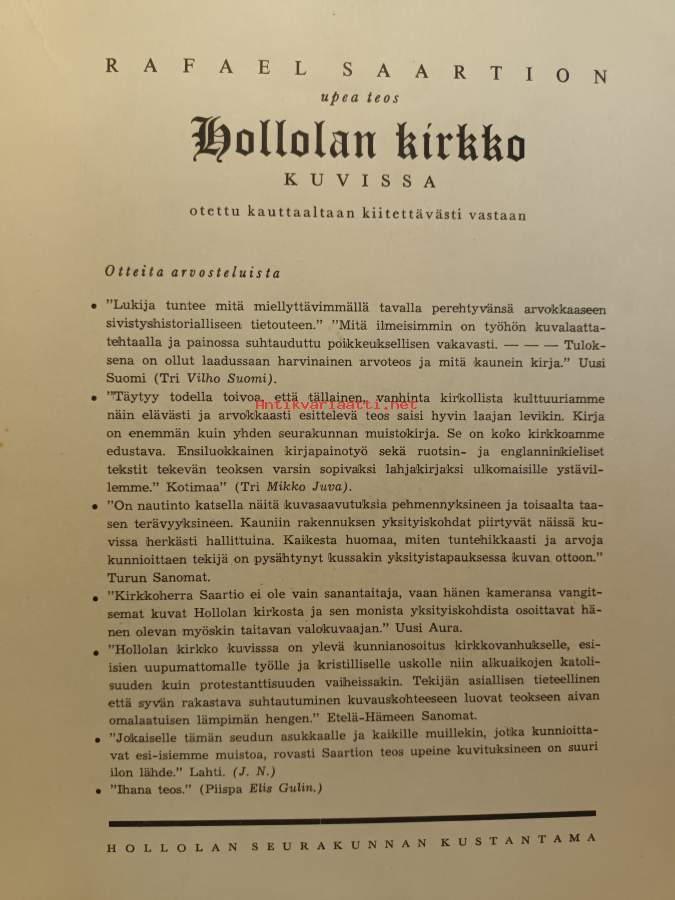 RAFAEL SAARTION
upea teos
Hollolan kirkko
KUVISSA
otettu kauttaaltaan kiitettävästi vastaan
Otteita arvosteluista
• ”Lukija tuntee mitä miellyttävimmällä tavalla perehtyvänsä arvokkaaseen
sivistyshistorialliseen tietouteen.” ”Mitä ilmeisimmin on työhön kuvalaatta-
tehtaalla ja painossa suhtauduttu poikkeuksellisen vakavasti. — — — Tulok-
sena on ollut laadussaan harvinainen arvoteos ja mitä kaunein kirja.” Uusi
Suomi (Tri Vilho Suomi).
• ”Täytyy todella toivoa, että tällainen, vanhinta kirkollista kulttuuriamme
Antikvariaatti.net
näin elävästi ja arvokkaasti esittelevä teos saisi hyvin laajan levikin. Kirja
on enemmän kuin yhden seurakunnan muistokirja. Se on koko kirkkoamme
edustava. Ensiluokkainen kirjapainotyö sekä ruotsin- ja englanninkieliset
tekstit tekevän teoksen varsin sopivaksi lahjakirjaksi ulkomaisille ystävil-
lemme.” Kotimaa” (Tri Mikko Juva).
• ”On nautinto katsella näitä kuvasaavutuksia pehmennyksineen ja toisaalta taa-
sen terävyyksineen. Kauniin rakennuksen yksityiskohdat piirtyvät näissä ku-
vissa herkästi hallittuina. Kaikesta huomaa, miten tuntehikkaasti ja arvoja
kunnioittaen tekijä on pysähtynyt kussakin yksityistapauksessa kuvan ottoon.”
Turun Sanomat.
• ”Kirkkoherra Saartio ei ole vain sanantaitaja, vaan hänen kameransa vangit-
semat kuvat Hollolan kirkosta ja sen monista yksityiskohdista osoittavat hä-
nen olevan myöskin taitavan valokuvaajan.” Uusi Aura.
• ”Hollolan kirkko kuvisssa on ylevä kunnianosoitus kirkkovanhukselle, esi-
isien uupumattomalle työlle ja kristilliselle uskolle niin alkuaikojen katoli-
suuden kuin protestanttisuuden vaiheissakin. Tekijän asiallisen tieteellinen
että syvän rakastava suhtautuminen kuvauskohteeseen luovat teokseen aivan
omalaatuisen lämpimän hengen.” Etelä-Hämeen Sanomat.
• ”Jokaiselle tämän seudun asukkaalle ja kaikille muillekin, jotka kunnioitta-
vat esi-isiemme muistoa, rovasti Saartion teos upeine kuvituksineen on suuri
ilon lähde.” Lahti. (J. N.)
• ”Ihana teos.” (Piispa Elis Gulin.)
HOLLOLAN SEURAKUNNAN KUSTANTAMA